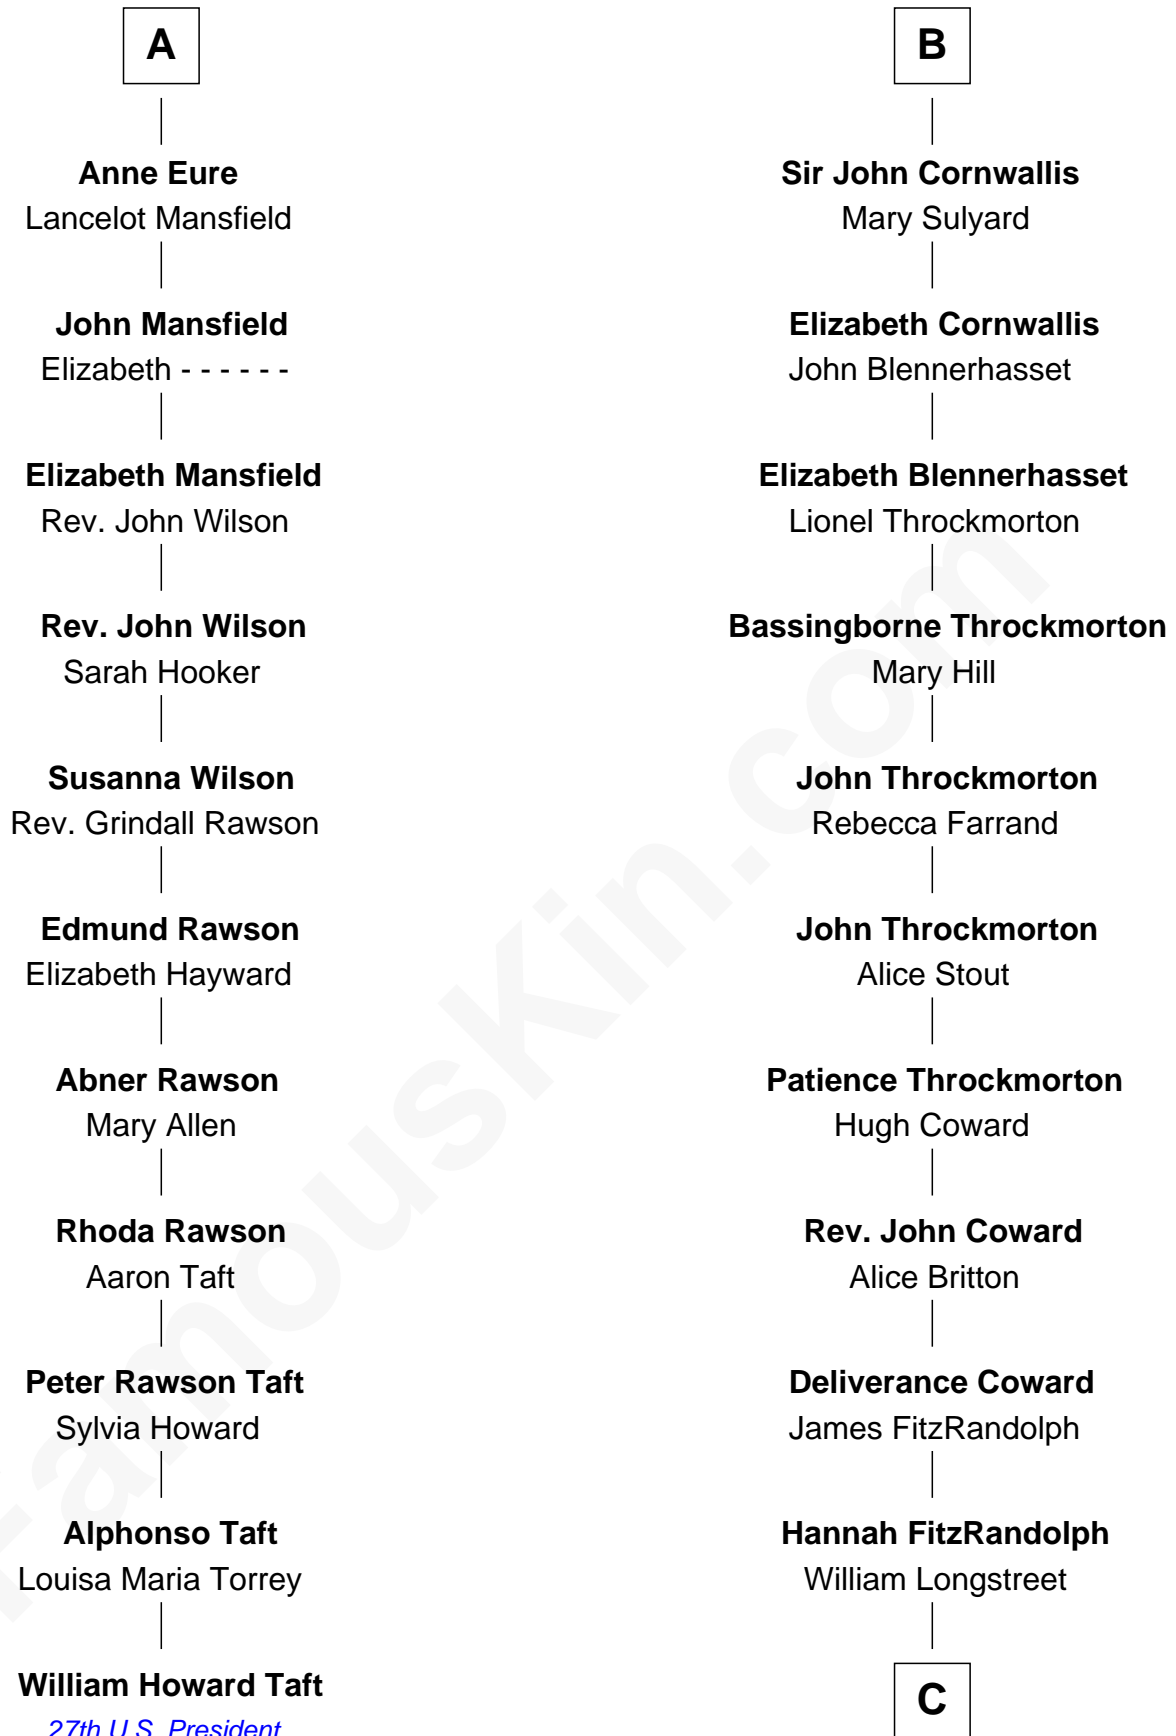 A
Anne Eure
Lancelot Mansfield
John Mansfield
Elizabeth - - - - - -
Elizabeth Mansfield
Rev. John Wilson
Rev. John Wilson
Sarah Hooker
Susanna Wilson
Rev. Grindall Rawson
Edmund Rawson
Elizabeth Hayward
Abner Rawson
Mary Allen
Rhoda Rawson
Aaron Taft
Peter Rawson Taft
Sylvia Howard
Alphonso Taft
Louisa Maria Torrey
William Howard Taft
27th U.S. President
B
Sir John Cornwallis
Mary Sulyard
Elizabeth Cornwallis
John Blennerhasset
Elizabeth Blennerhasset
Lionel Throckmorton
Bassingborne Throckmorton
Mary Hill
John Throckmorton
Rebecca Farrand
John Throckmorton
Alice Stout
Patience Throckmorton
Hugh Coward
Rev. John Coward
Alice Britton
Deliverance Coward
James FitzRandolph
Hannah FitzRandolph
William Longstreet
C
FamousKin.com